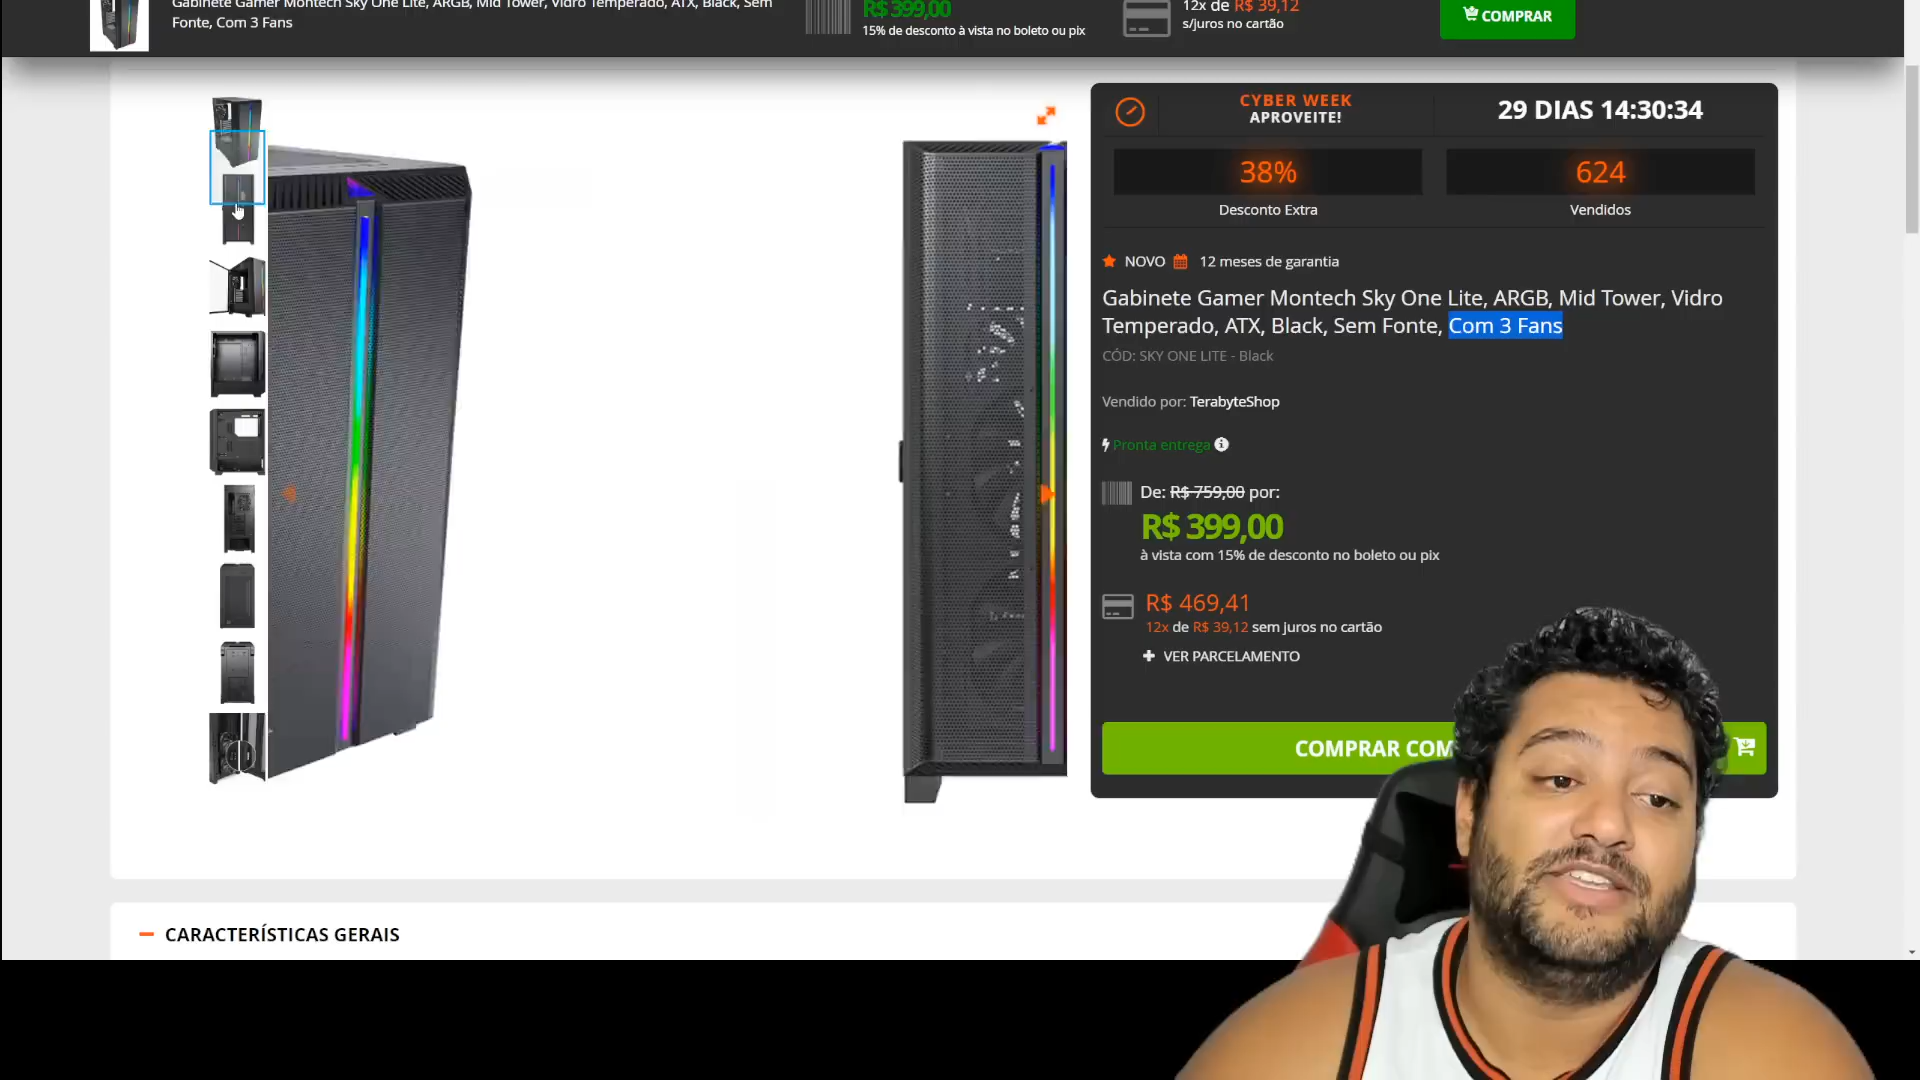 Gabinete Gamer Montech Sky One Lite, ARGB, Mid Tower, Vidro Temperado, ATX, Black, Sem
Fonte, Com 3 Fans
R$ 399,00
15% de desconto à vista no boleto ou pix
12x de R$ 39,12
s/juros no cartão
COMPRAR
CYBER WEEK
APROVEITE!
29 DIAS 14:30:34
38%
Desconto Extra
624
Vendidos
NOVO 12 meses de garantia
Gabinete Gamer Montech Sky One Lite, ARGB, Mid Tower, Vidro
Temperado, ATX, Black, Sem Fonte, Com 3 Fans
CÓD: SKY ONE LITE - Black
Vendido por: TerabyteShop
Pronta entrega
De: R$ 759,00 por:
R$ 399,00
à vista com 15% de desconto no boleto ou pix
R$ 469,41
12x de R$ 39,12 sem juros no cartão
+ VER PARCELAMENTO
COMPRAR COM
CARACTERÍSTICAS GERAIS